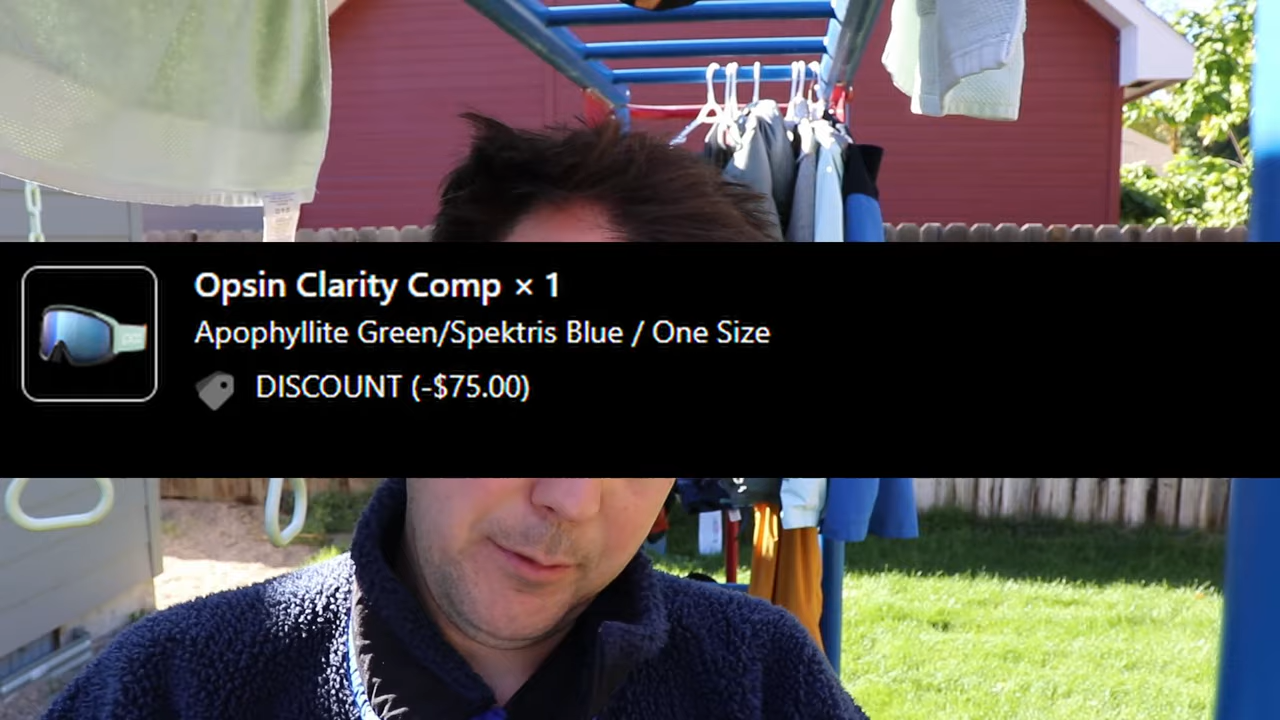 Opsin Clarity Comp × 1
Apophyllite Green/Spektris Blue / One Size
DISCOUNT (-$75.00)